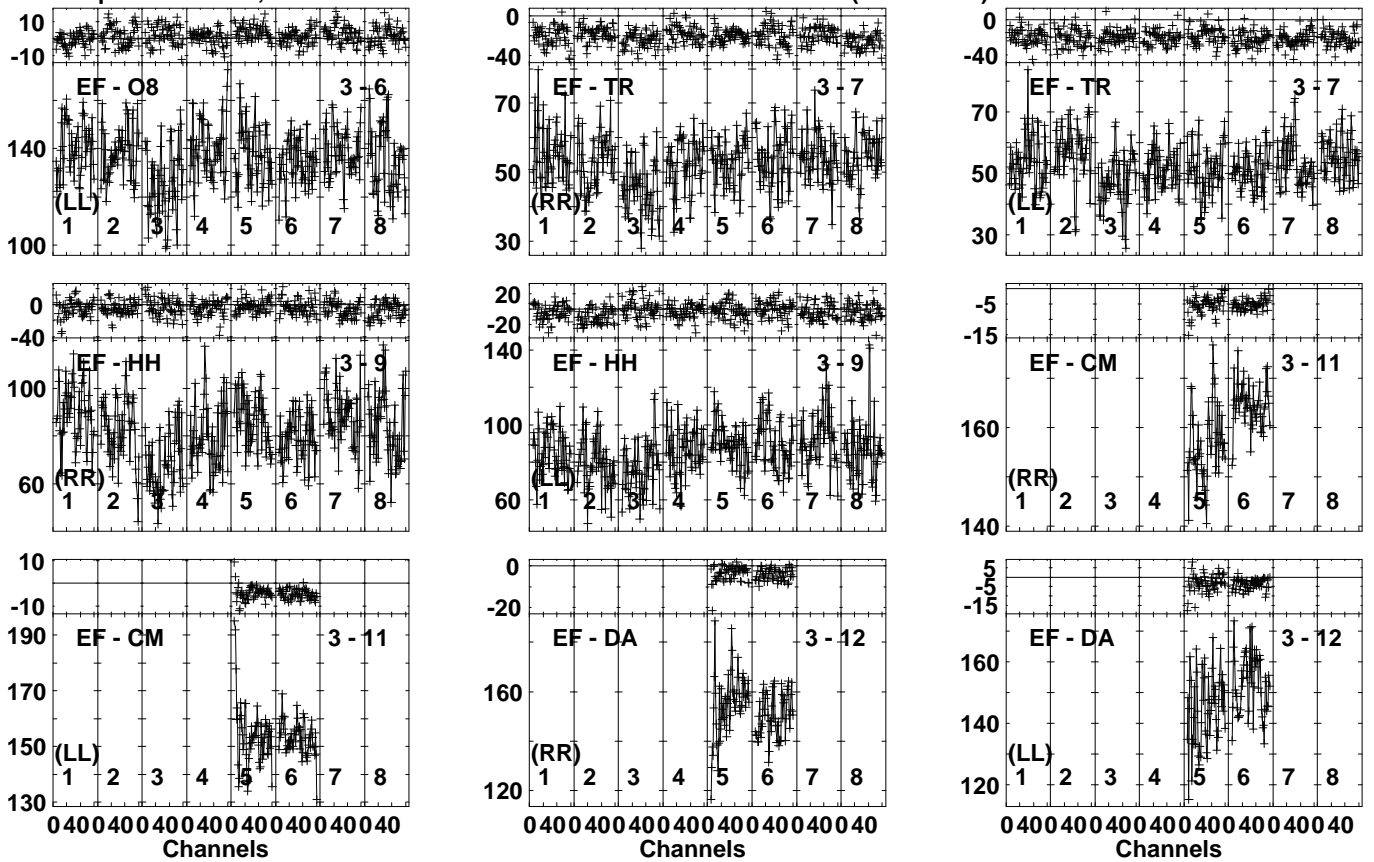 10
-10
EF - O8 3 - 6
140
(LL)
1 2 3 4 5 6 7 8
100
0
-40
EF - TR 3 - 7
70
50
(RR)
1 2 3 4 5 6 7 8
30
0
-40
EF - TR 3 - 7
70
50
(LL)
1 2 3 4 5 6 7 8
30
0
-40
EF - HH 3 - 9
100
60
(RR)
1 2 3 4 5 6 7 8
20
-20
140
EF - HH 3 - 9
100
(LL)
60
1 2 3 4 5 6 7 8
-5
-15
EF - CM 3 - 11
160
(RR)
1 2 3 4 5 6 7 8
140
10
-10
190
EF - CM 3 - 11
170
150
(LL)
1 2 3 4 5 6 7 8
130
0 40 0 40 0 40 0 40 0 40 0 40 0 40 0 40
Channels
0
-20
EF - DA 3 - 12
160
(RR)
1 2 3 4 5 6 7 8
120
0 40 0 40 0 40 0 40 0 40 0 40 0 40 0 40
Channels
5
-5
-15
EF - DA 3 - 12
160
140
(LL)
1 2 3 4 5 6 7 8
120
0 40 0 40 0 40 0 40 0 40 0 40 0 40 0 40
Channels